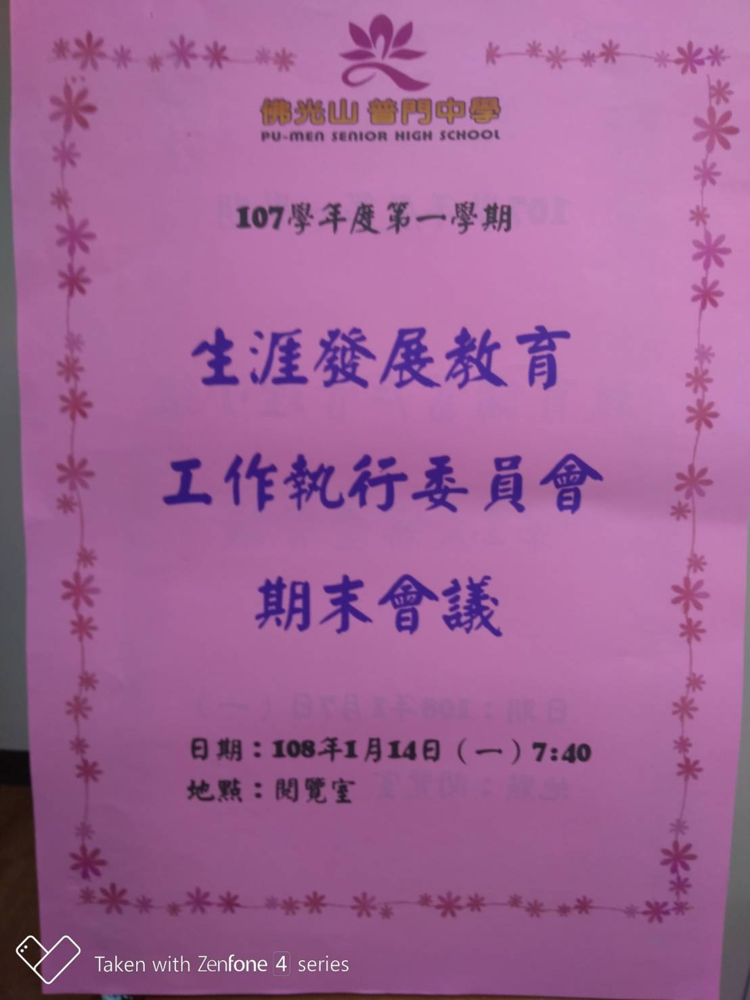 佛光山 普門中學
PU-MEN SENIOR HIGH SCHOOL
107學年度第一學期
生涯發展教育
工作執行委員會
期末會議
日期：108年1月14日（一）7:40
地點：閱覽室
Taken with Zenfone 4 series